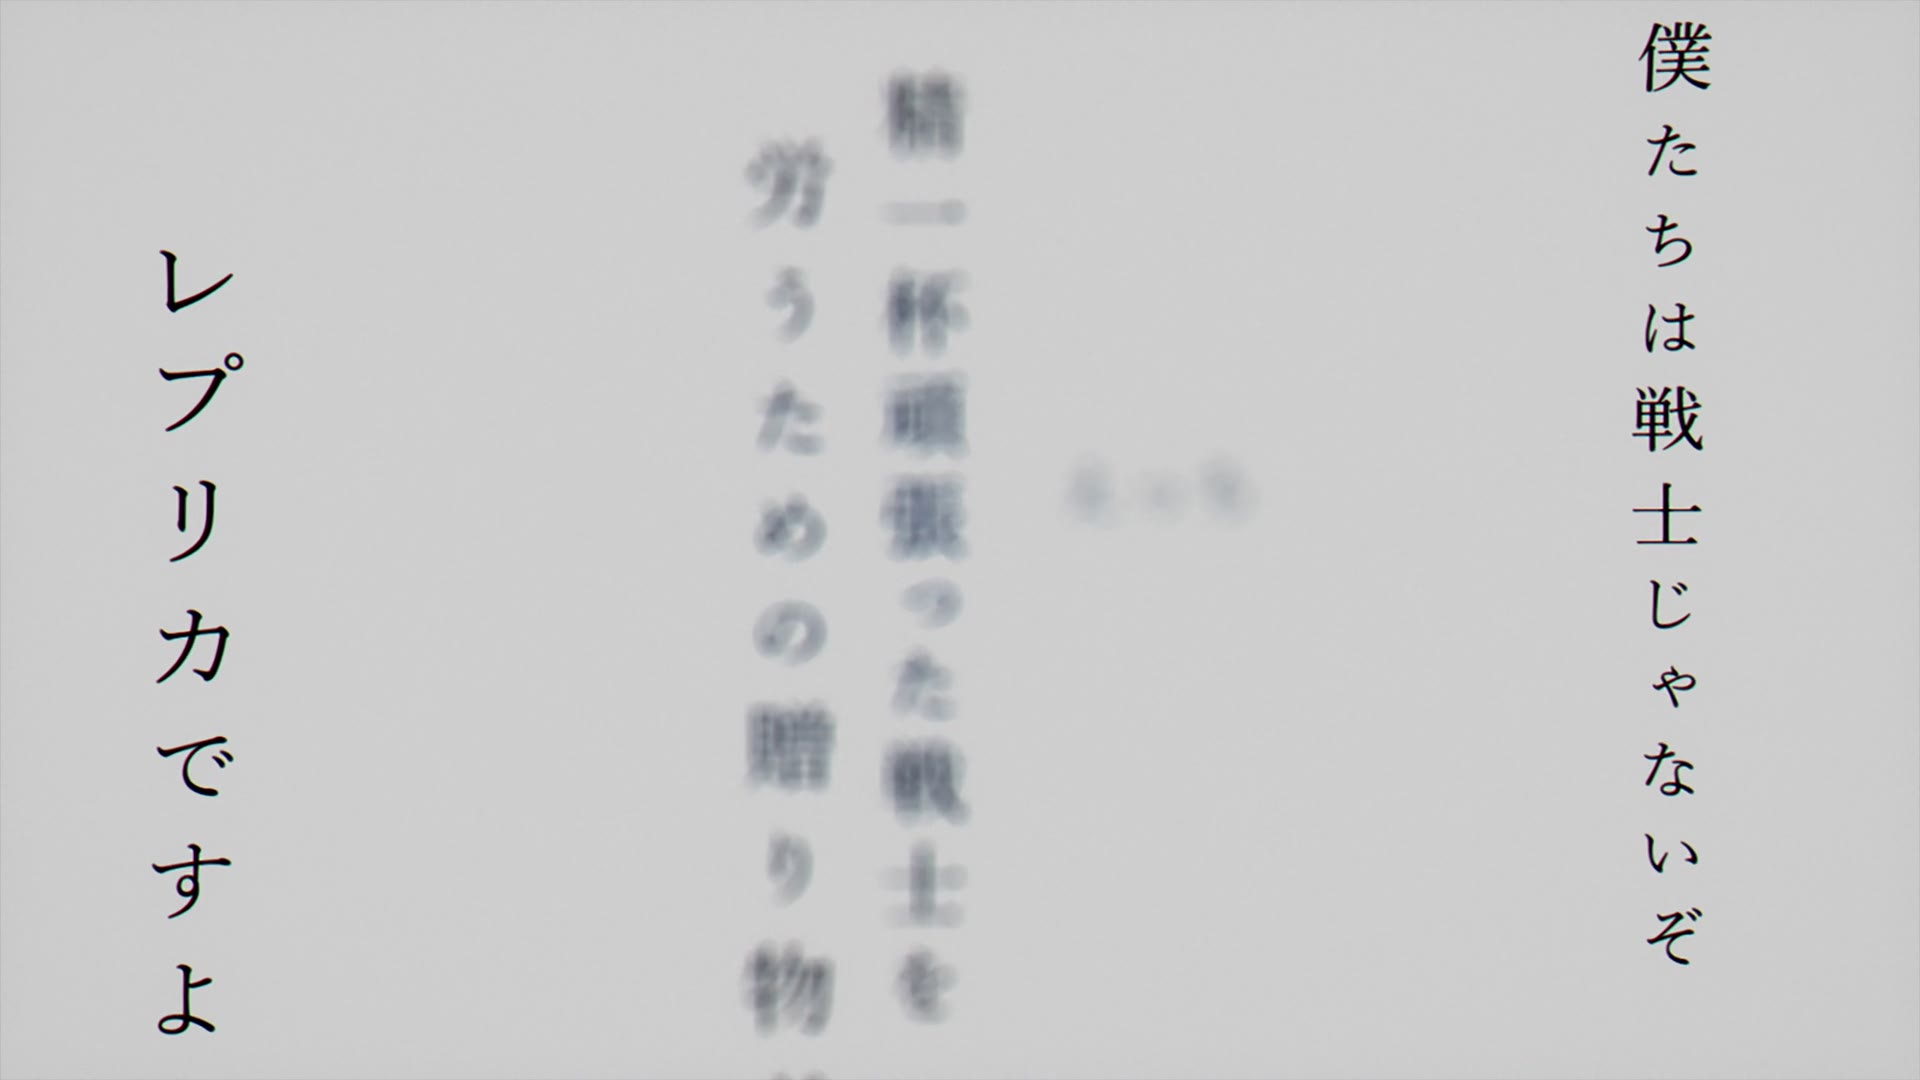 僕たちは戦士じゃないぞ
精一杯頑張った戦士を
労うための贈り物
レプリカですよ